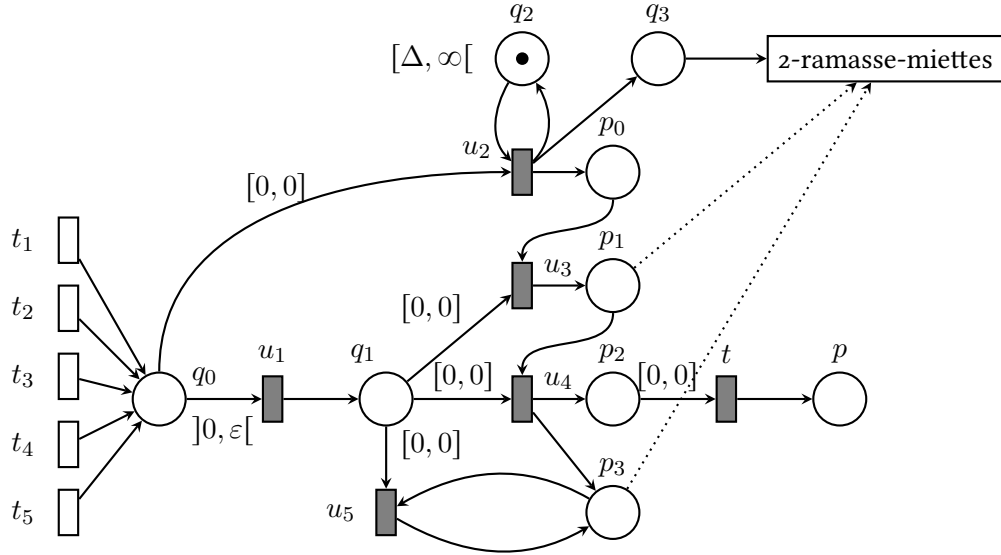 q₂
q₃
[Δ, ∞[
2-ramasse-miettes
p₀
u₂
[0, 0]
t₁
p₁
u₃
t₂
[0, 0]
t₃
q₀
u₁
q₁
[0, 0]
u₄
p₂
[0, 0]
t
p
t₄
]0, ε[
[0, 0]
p₃
t₅
u₅